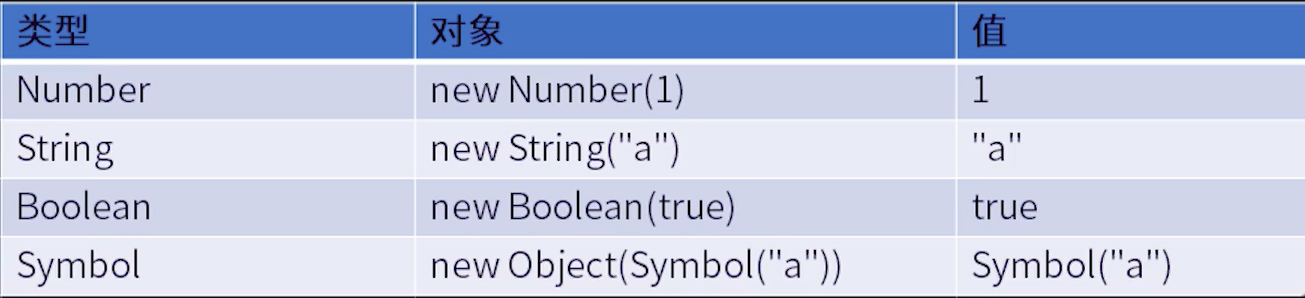 类型 对象 值
Number new Number(1) 1
String new String("a") "a"
Boolean new Boolean(true) true
Symbol new Object(Symbol("a")) Symbol("a")